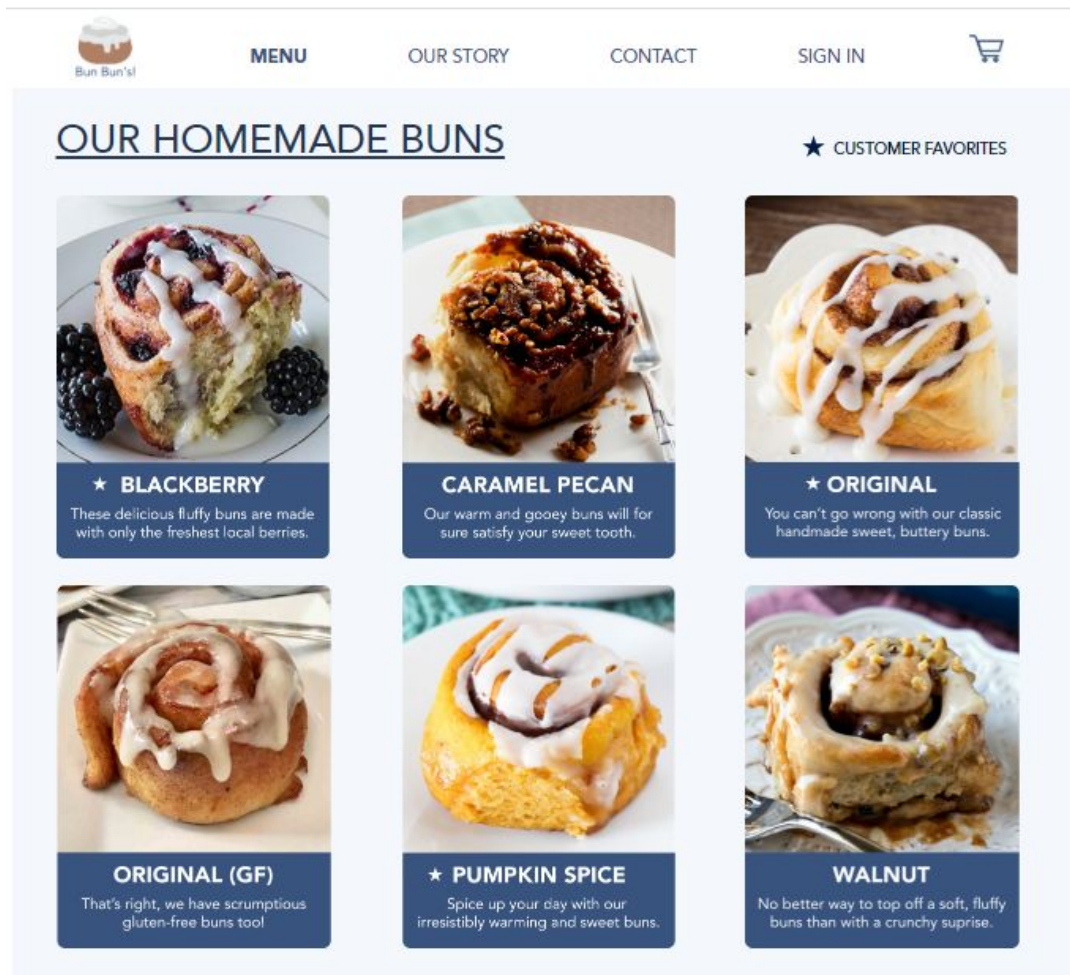 Bun Bun's!
MENU
OUR STORY
CONTACT
SIGN IN
OUR HOMEMADE BUNS
★ CUSTOMER FAVORITES
★ BLACKBERRY
These delicious fluffy buns are made
with only the freshest local berries.
CARAMEL PECAN
Our warm and gooey buns will for
sure satisfy your sweet tooth.
★ ORIGINAL
You can't go wrong with our classic
handmade sweet, buttery buns.
ORIGINAL (GF)
That's right, we have scrumptious
gluten-free buns too!
★ PUMPKIN SPICE
Spice up your day with our
irresistibly warming and sweet buns.
WALNUT
No better way to top off a soft, fluffy
buns than with a crunchy suprise.